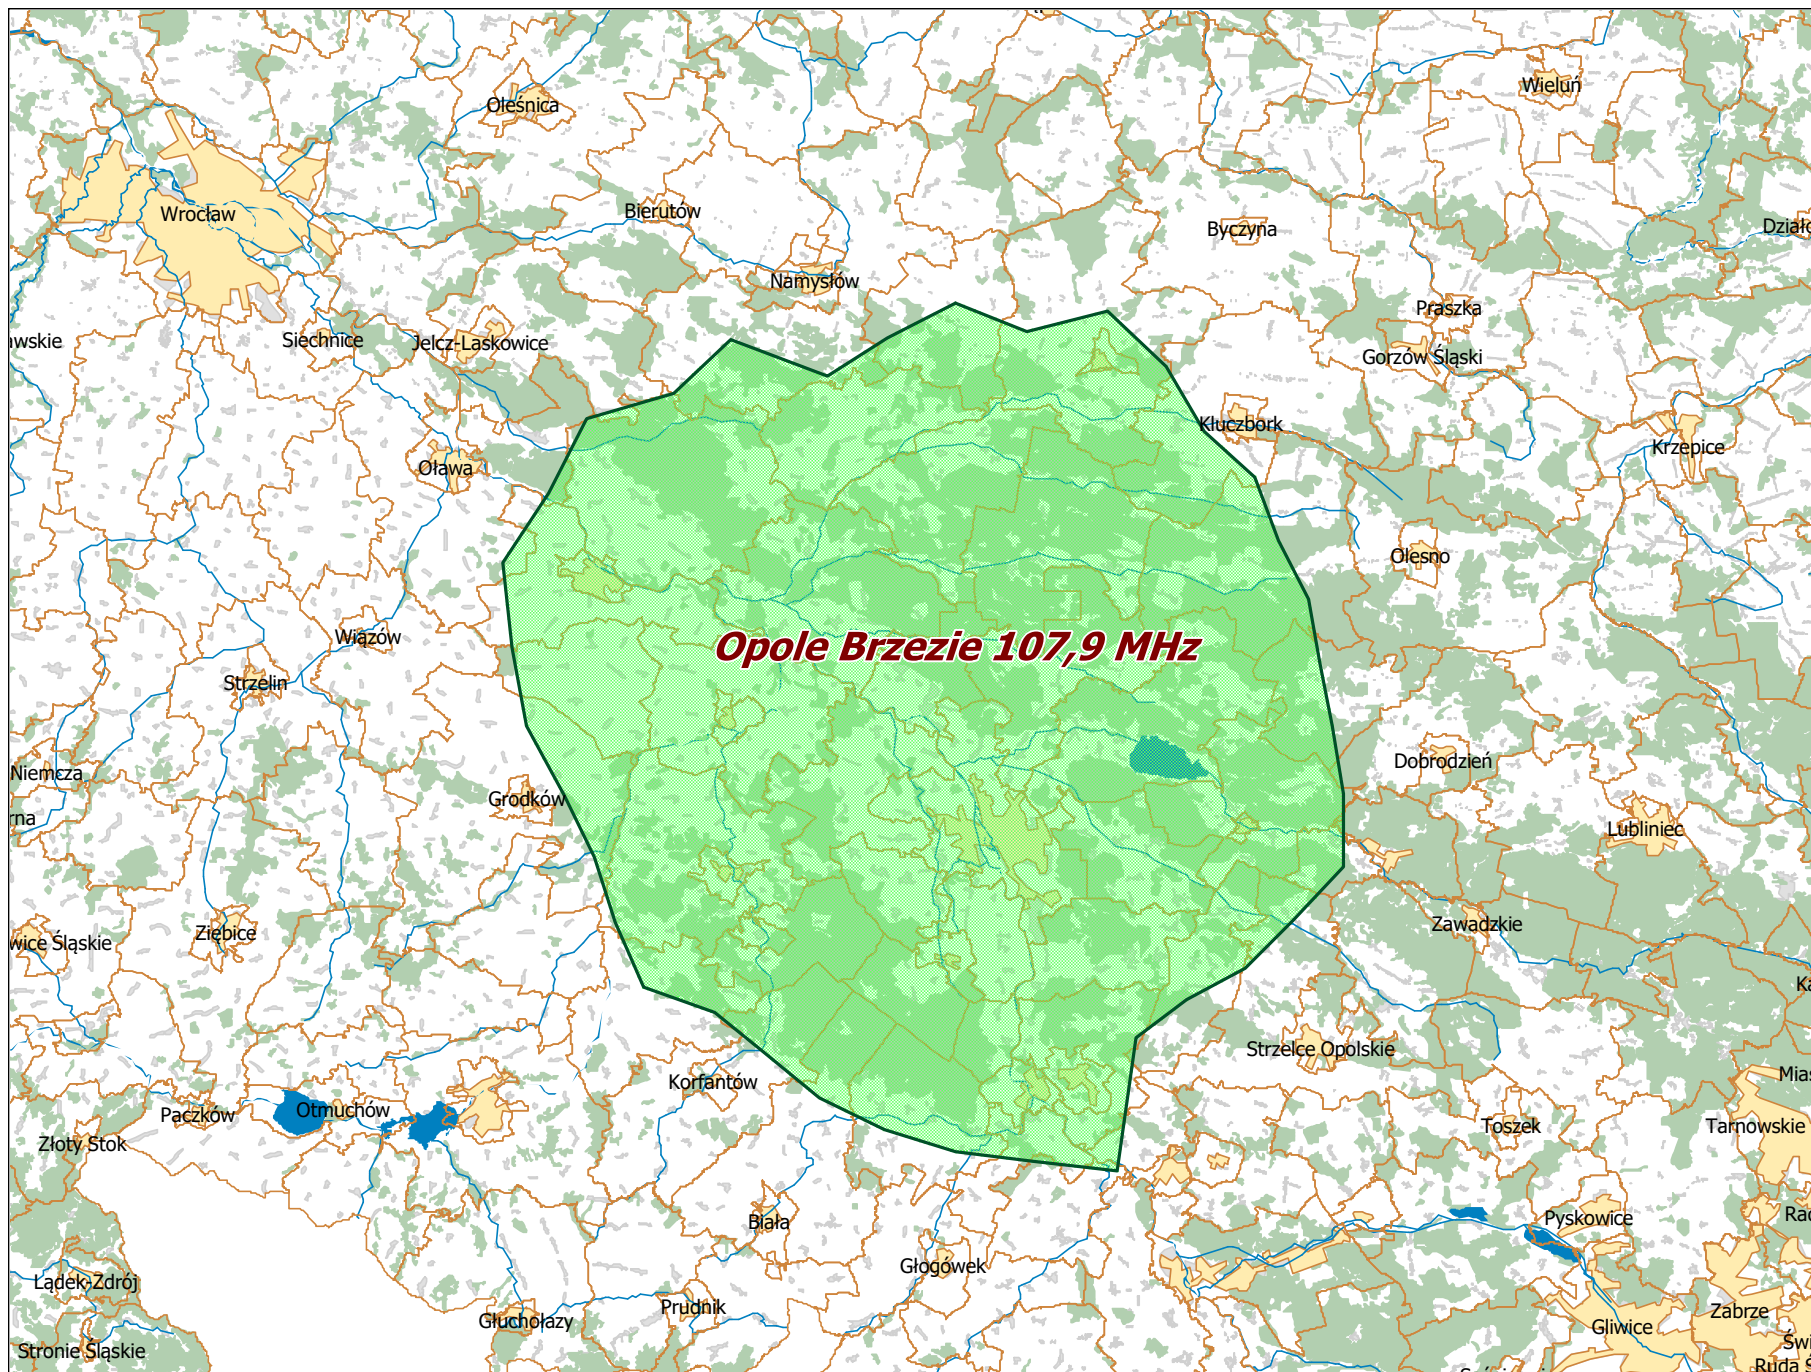 Wieluń
Oleśnica
Wrocław
Bierutów
Byczyna
Namysłów
Praszka
Siechnice
Jelcz-Laskowice
awskie
Gorzów Śląski
Kluczbork
Krzepice
Oława
Olesno
Wiązów
Opole Brzezie 107,9 MHz
Strzelin
Dobrodzień
Niemcza
Grodków
rna
Lubliniec
Zawadzkie
Ziębice
wice Śląskie
Strzelce Opolskie
Korfantów
Mias
Otmuchów
Paczków
Toszek
Tarnowskie
Złoty Stok
Biała
Pyskowice
Głogówek
Lądek-Zdrój
Prudnik
Zabrze
Głuchołazy
Gliwice
Stronie Śląskie